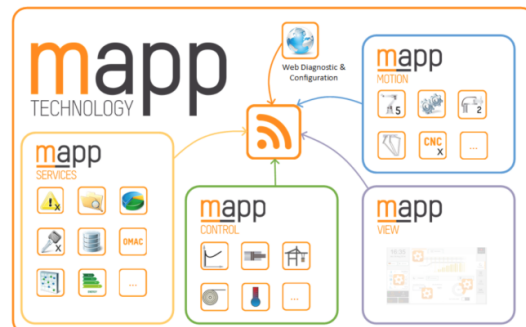 mapp
TECHNOLOGY
Web Diagnostic &
Configuration
mapp
MOTION
5
2
CNC
X
...
mapp
SERVICES
X
X
OMAC
...
mapp
CONTROL
...
mapp
VIEW